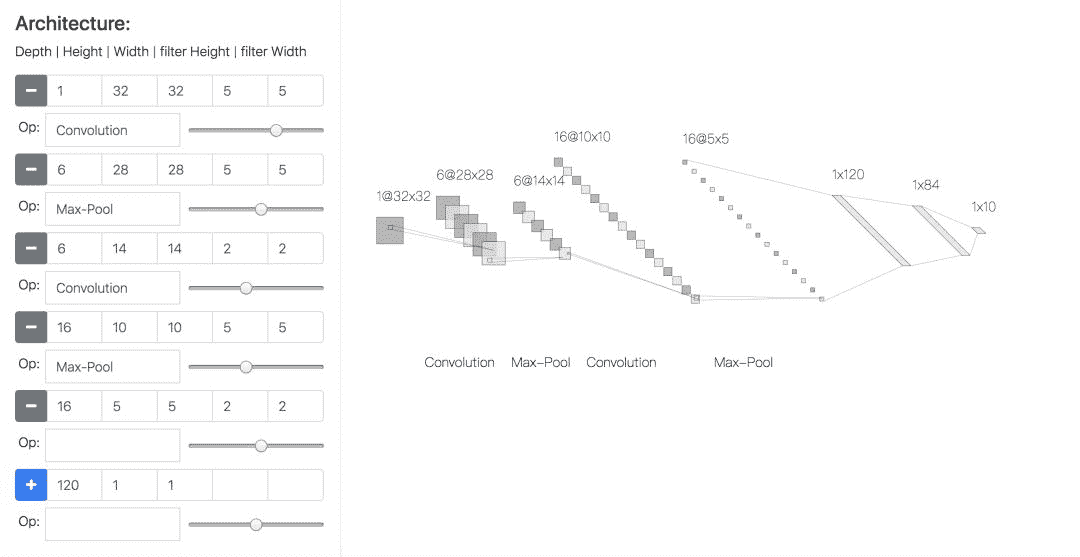 Architecture:
Depth | Height | Width | filter Height | filter Width
− 1 32 32 5 5
Op: Convolution
− 6 28 28 5 5
Op: Max-Pool
− 6 14 14 2 2
Op: Convolution
− 16 10 10 5 5
Op: Max-Pool
− 16 5 5 2 2
Op:
+ 120 1 1
Op:
1@32x32
6@28x28
6@14x14
16@10x10
16@5x5
1x120
1x84
1x10
Convolution Max-Pool Convolution Max-Pool